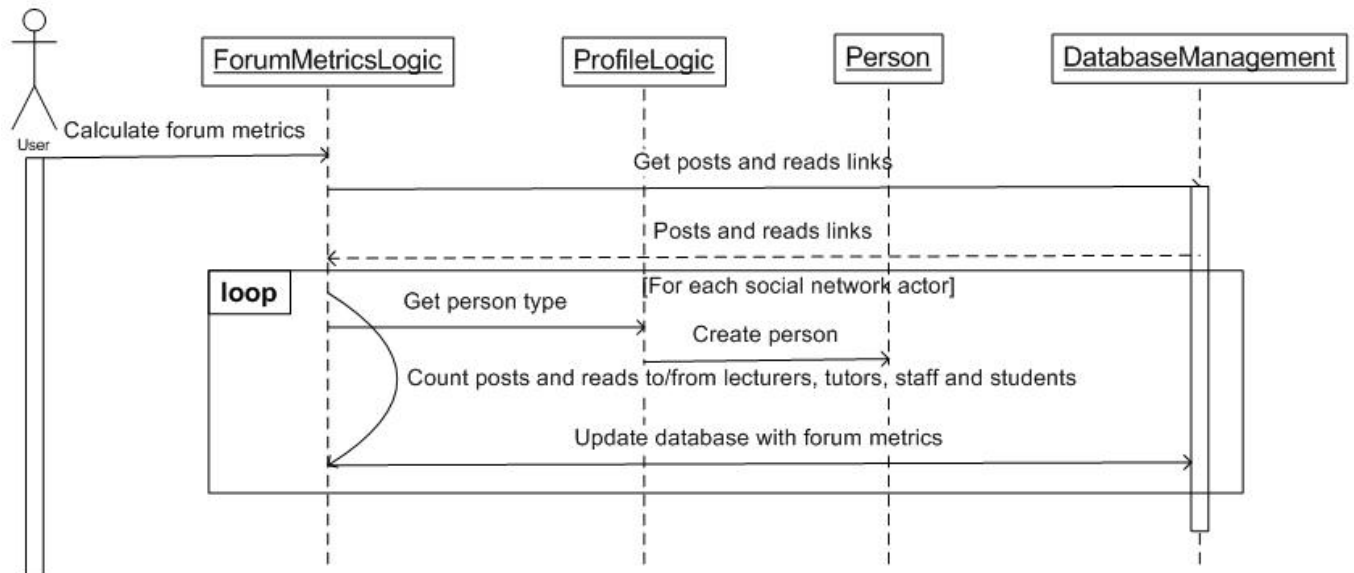 ForumMetricsLogic
ProfileLogic
Person
DatabaseManagement
User
Calculate forum metrics
Get posts and reads links
Posts and reads links
loop
[For each social network actor]
Get person type
Create person
Count posts and reads to/from lecturers, tutors, staff and students
Update database with forum metrics